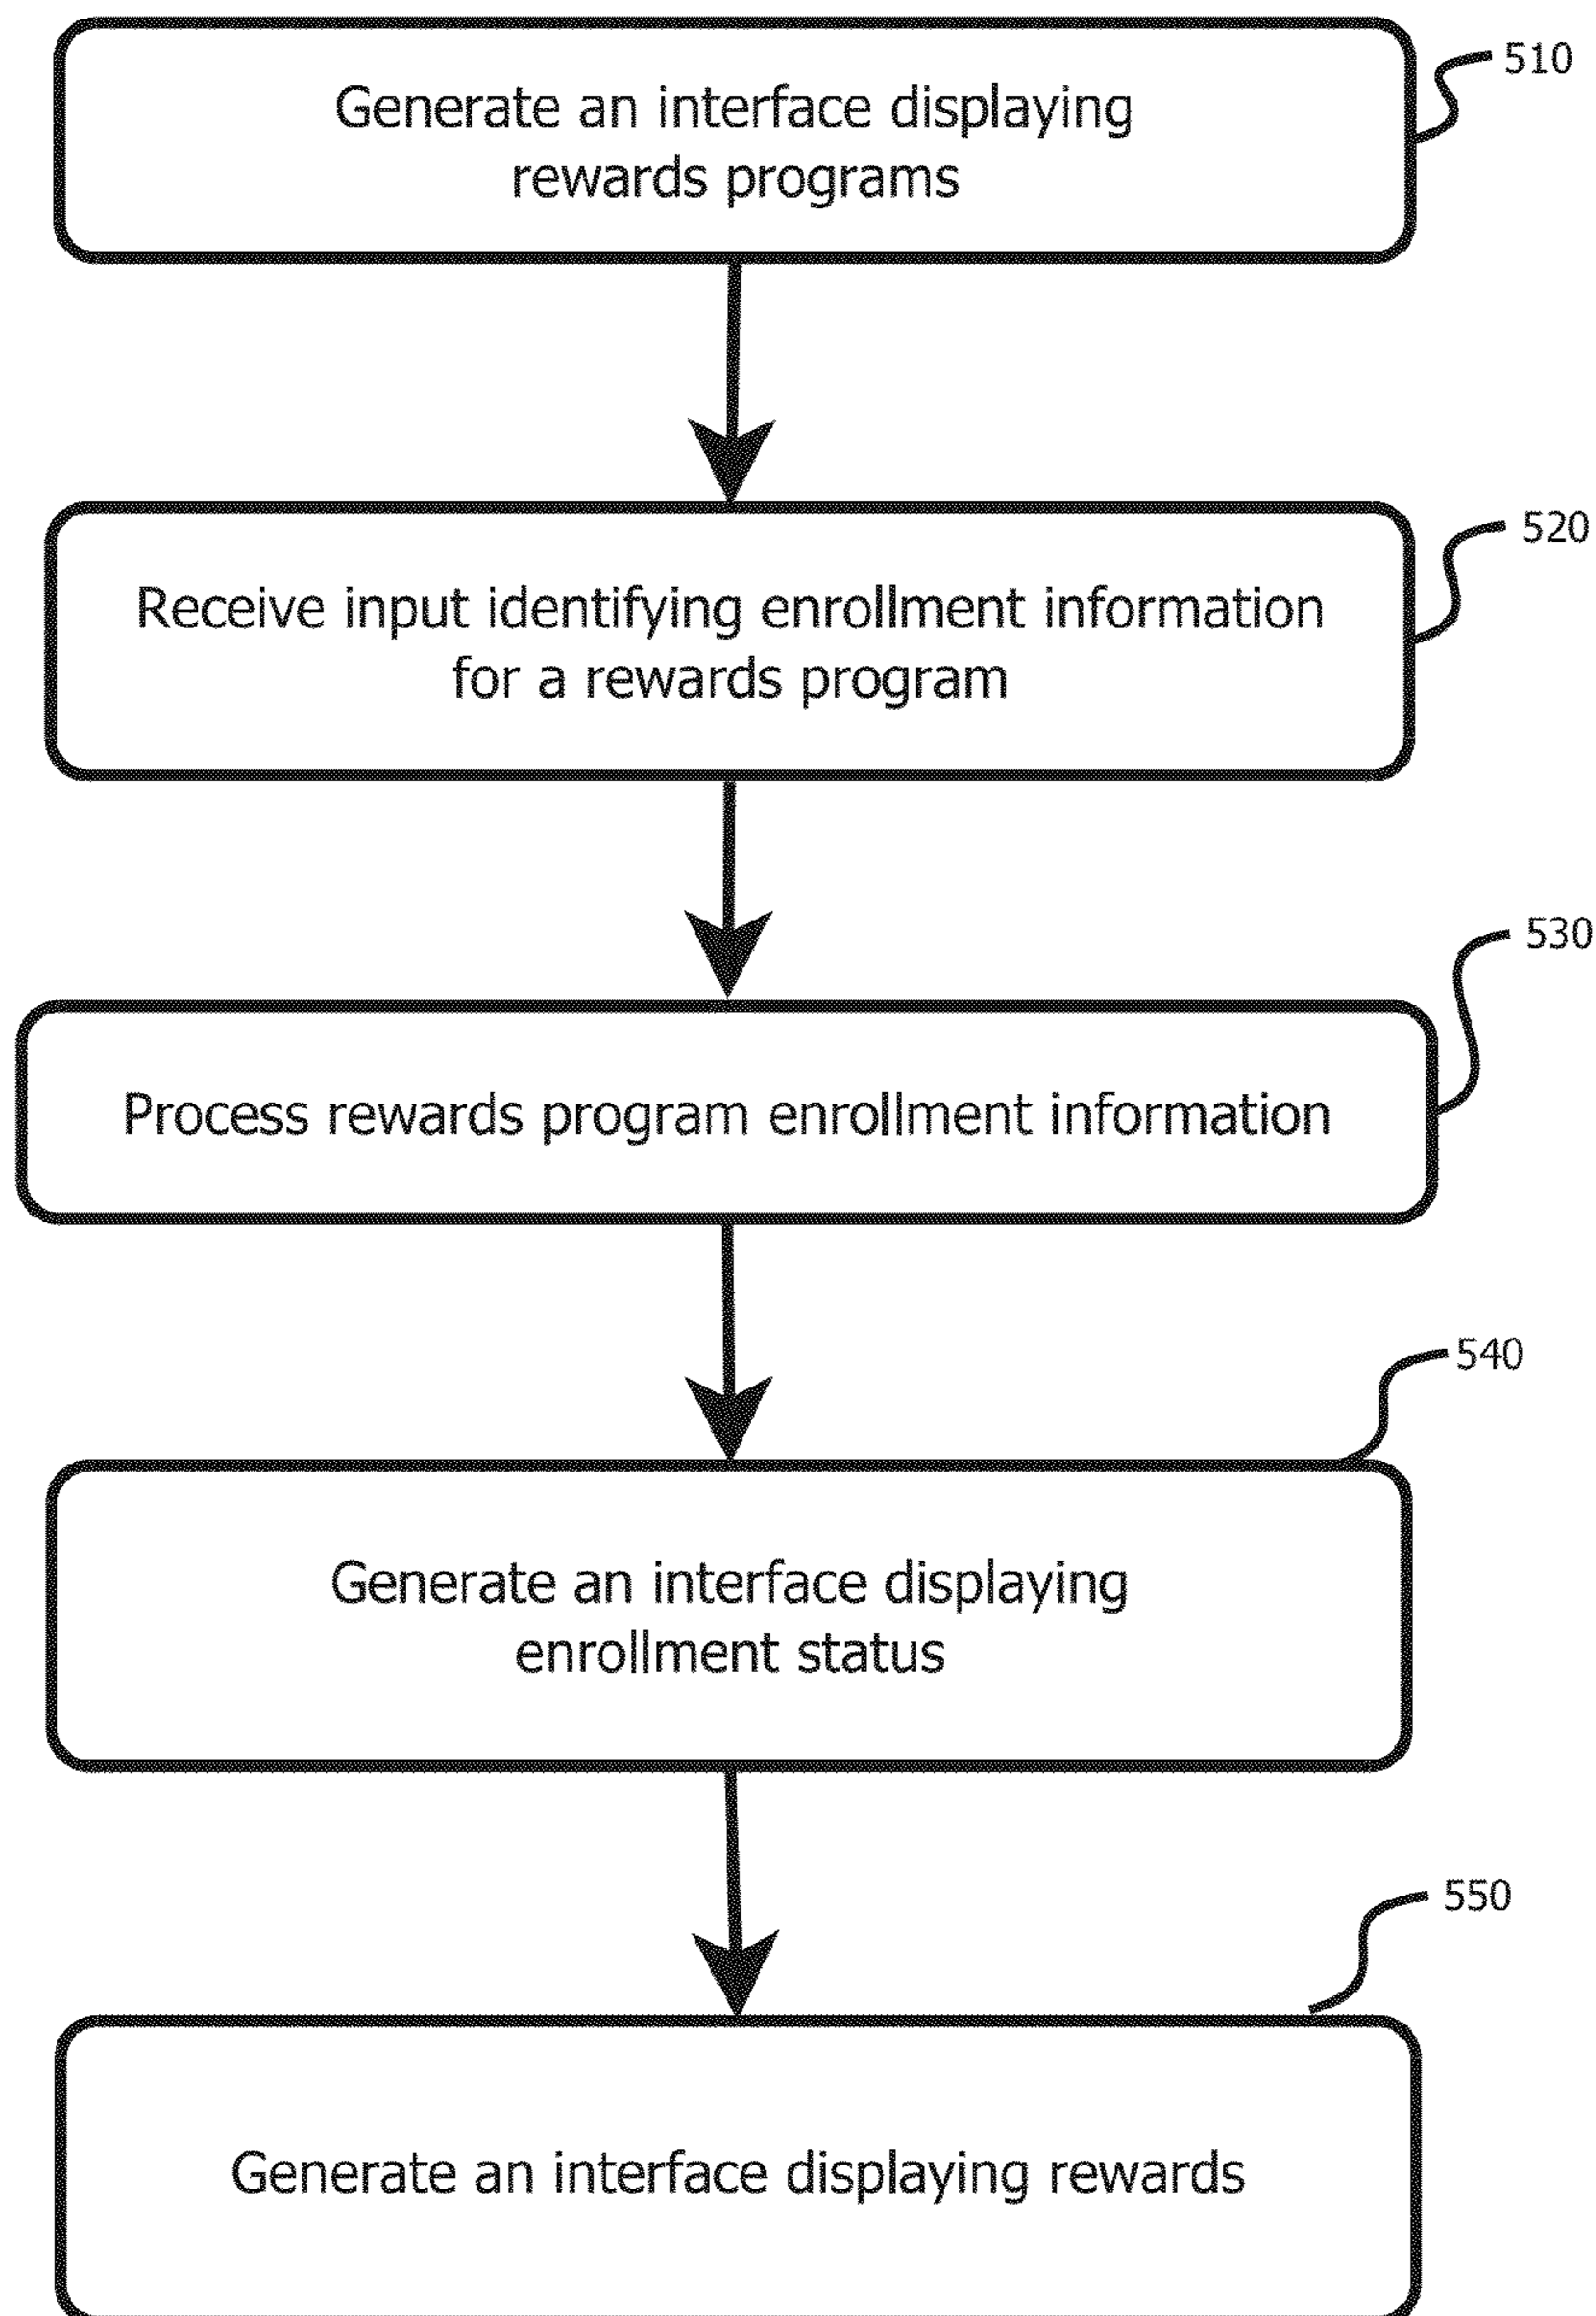 Generate an interface displaying
rewards programs
510
Receive input identifying enrollment information
for a rewards program
520
Process rewards program enrollment information
530
Generate an interface displaying
enrollment status
540
Generate an interface displaying rewards
550